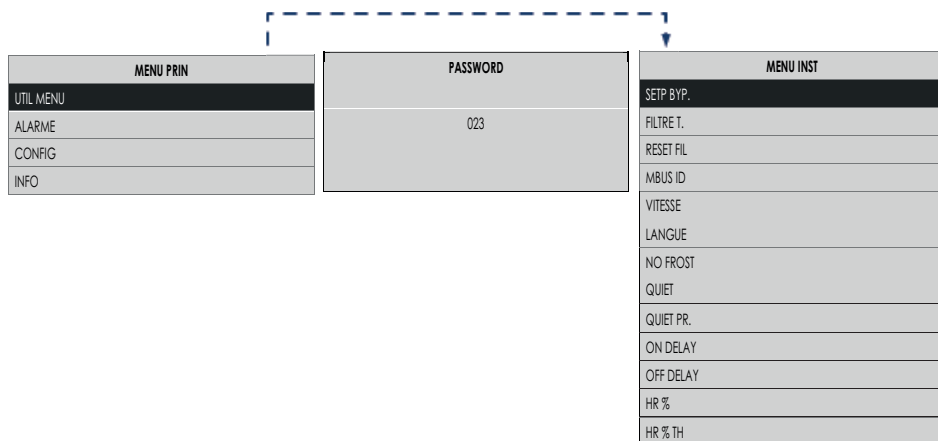 MENU PRIN
UTIL MENU
ALARME
CONFIG
INFO
PASSWORD
023
MENU INST
SETP BYP.
FILTRE T.
RESET FIL
MBUS ID
VITESSE
LANGUE
NO FROST
QUIET
QUIET PR.
ON DELAY
OFF DELAY
HR %
HR % TH